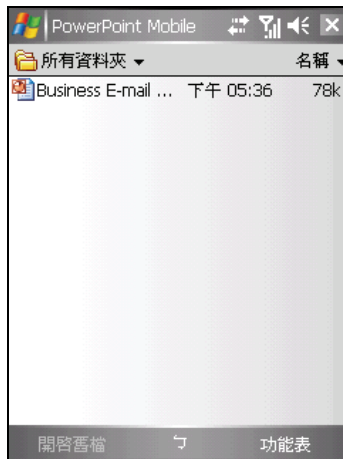 PowerPoint Mobile
所有資料夾 名稱
Business E-mail ... 下午 05:36 78k
開啓舊檔 ㄅ 功能表